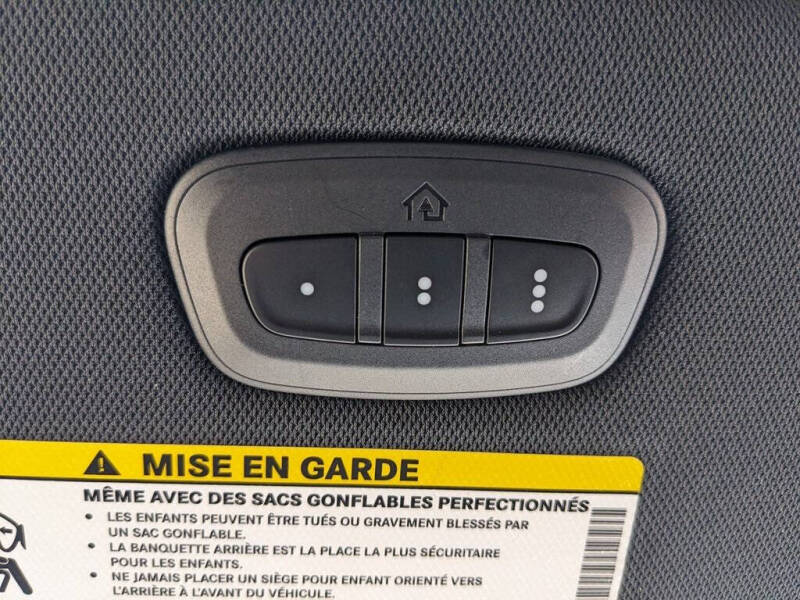 MISE EN GARDE
MÊME AVEC DES SACS GONFLABLES PERFECTIONNÉS
• LES ENFANTS PEUVENT ÊTRE TUÉS OU GRAVEMENT BLESSÉS PAR
UN SAC GONFLABLE.
• LA BANQUETTE ARRIÈRE EST LA PLACE LA PLUS SÉCURITAIRE
POUR LES ENFANTS.
• NE JAMAIS PLACER UN SIÈGE POUR ENFANT ORIENTÉ VERS
L'ARRIÈRE À L'AVANT DU VÉHICULE.